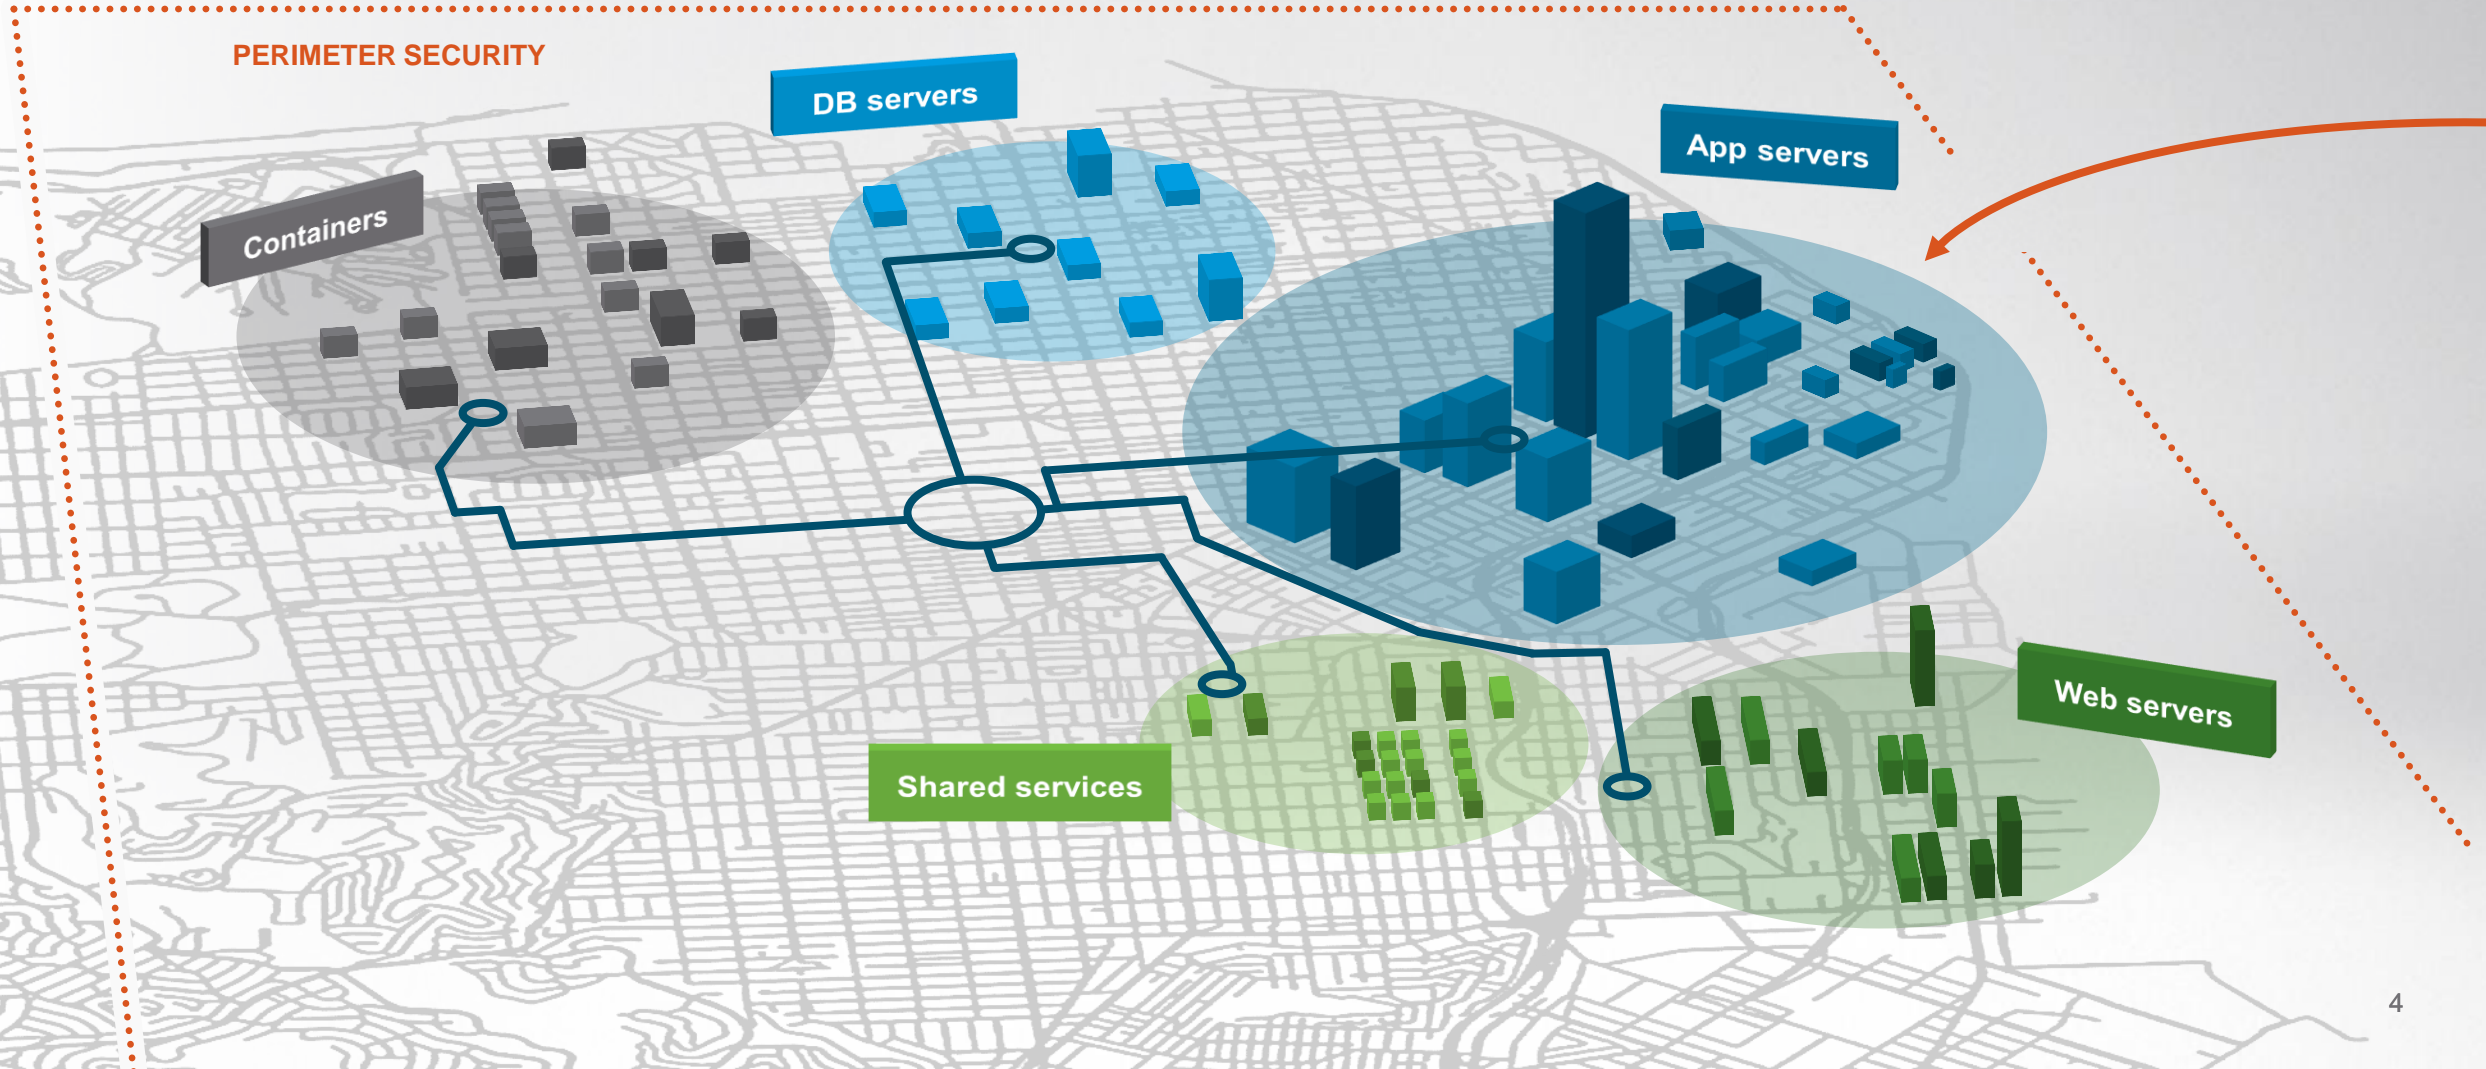 PERIMETER SECURITY
DB servers
App servers
Containers
Web servers
Shared services
4